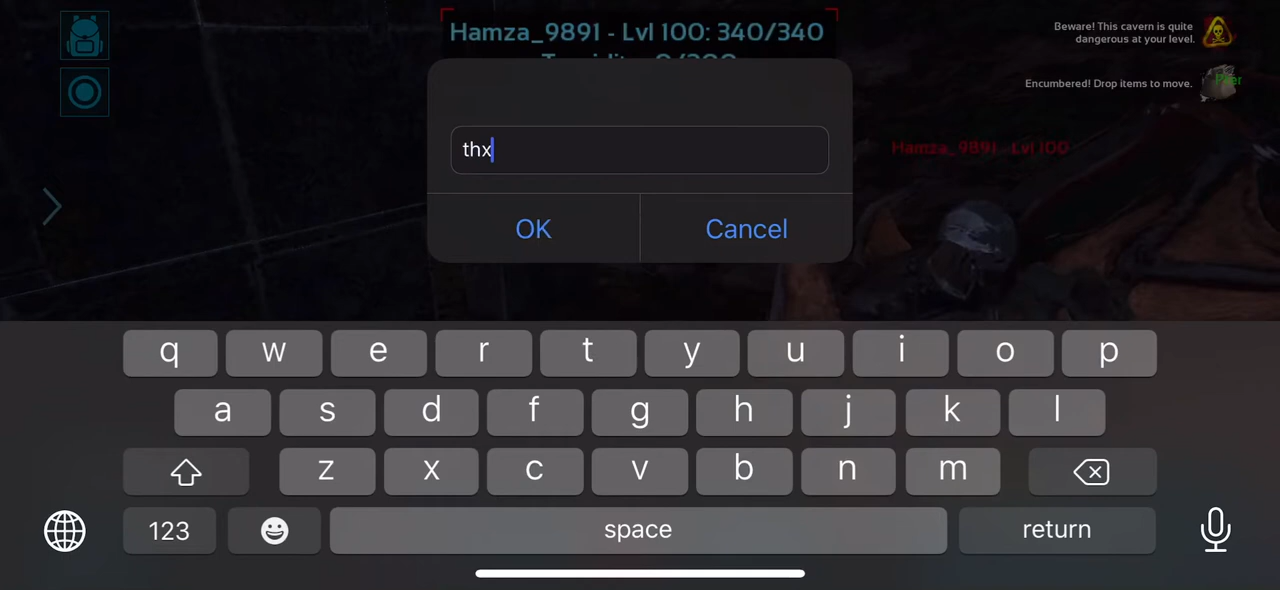 Hamza_9891 - Lvl 100: 340/340
Beware! This cavern is quite
dangerous at your level.
Encumbered! Drop items to move.
Hamza_9891 - Lvl 100
thx
OK Cancel
q w e r t y u i o p
a s d f g h j k l
z x c v b n m
123 space return